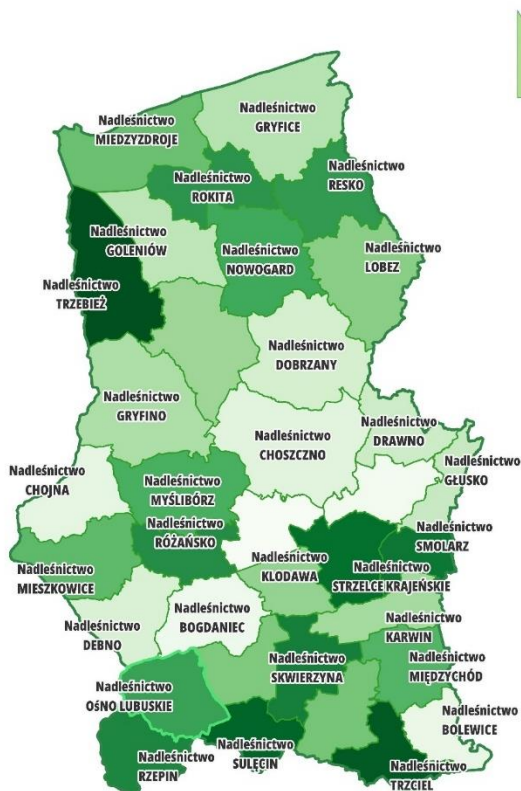 Nadleśnictwo
GRYFICE
Nadleśnictwo
MIEDZYZDROJE
Nadleśnictwo
ROKITA
Nadleśnictwo
RESKO
Nadleśnictwo
GOLENIÓW
Nadleśnictwo
NOWOGARD
Nadleśnictwo
LOBEZ
Nadleśnictwo
TRZEBIEŻ
Nadleśnictwo
DOBRZANY
Nadleśnictwo
GRYFINO
Nadleśnictwo
DRAWNO
Nadleśnictwo
CHOSZCZNO
Nadleśnictwo
GŁUSKO
Nadleśnictwo
CHOJNA
Nadleśnictwo
MYŚLIBÓRZ
Nadleśnictwo
SMOLARZ
Nadleśnictwo
RÓŻAŃSKO
Nadleśnictwo
MIESZKOWICE
Nadleśnictwo
KLODAWA
Nadleśnictwo
STRZELCE KRAJEŃSKIE
Nadleśnictwo
DEBNO
Nadleśnictwo
BOGDANIEC
Nadleśnictwo
KARWIN
Nadleśnictwo
SKWIERZYNA
Nadleśnictwo
MIĘDZYCHÓD
Nadleśnictwo
OśNO LUBUSKIE
Nadleśnictwo
BOLEWICE
Nadleśnictwo
RZEPIN
Nadleśnictwo
SULĘCIN
Nadleśnictwo
TRZCIEL